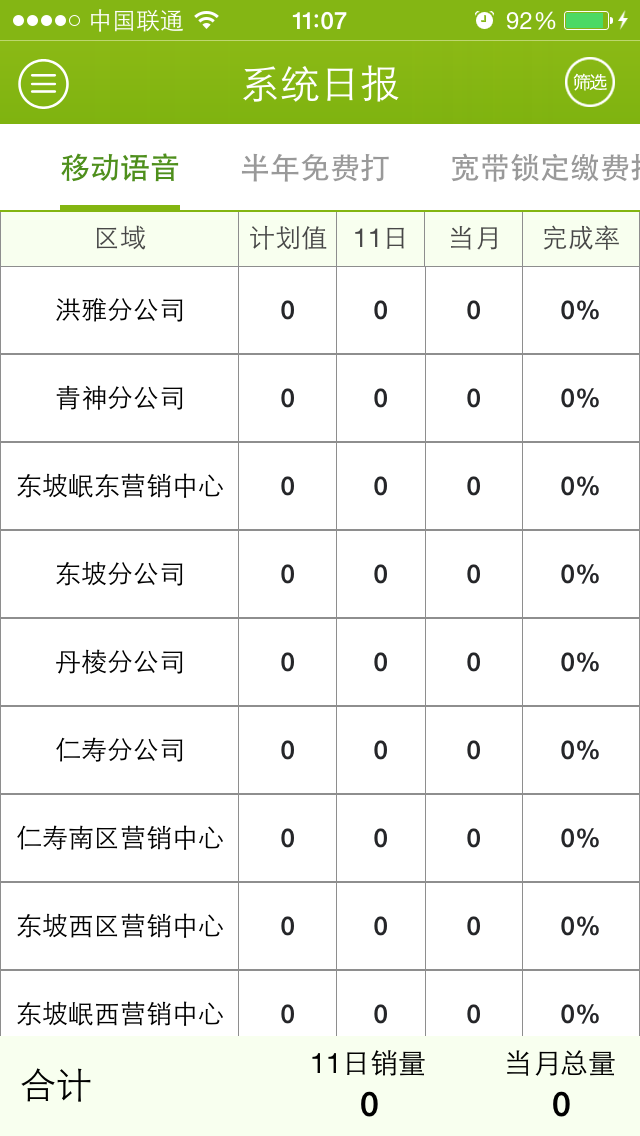 中国联通 11:07 92%
系统日报 筛选
移动语音 半年免费打 宽带锁定缴费
区域 计划值 11日 当月 完成率
洪雅分公司 0 0 0 0%
青神分公司 0 0 0 0%
东坡岷东营销中心 0 0 0 0%
东坡分公司 0 0 0 0%
丹棱分公司 0 0 0 0%
仁寿分公司 0 0 0 0%
仁寿南区营销中心 0 0 0 0%
东坡西区营销中心 0 0 0 0%
东坡岷西营销中心 0 0 0 0%
合计 11日销量 当月总量
0 0